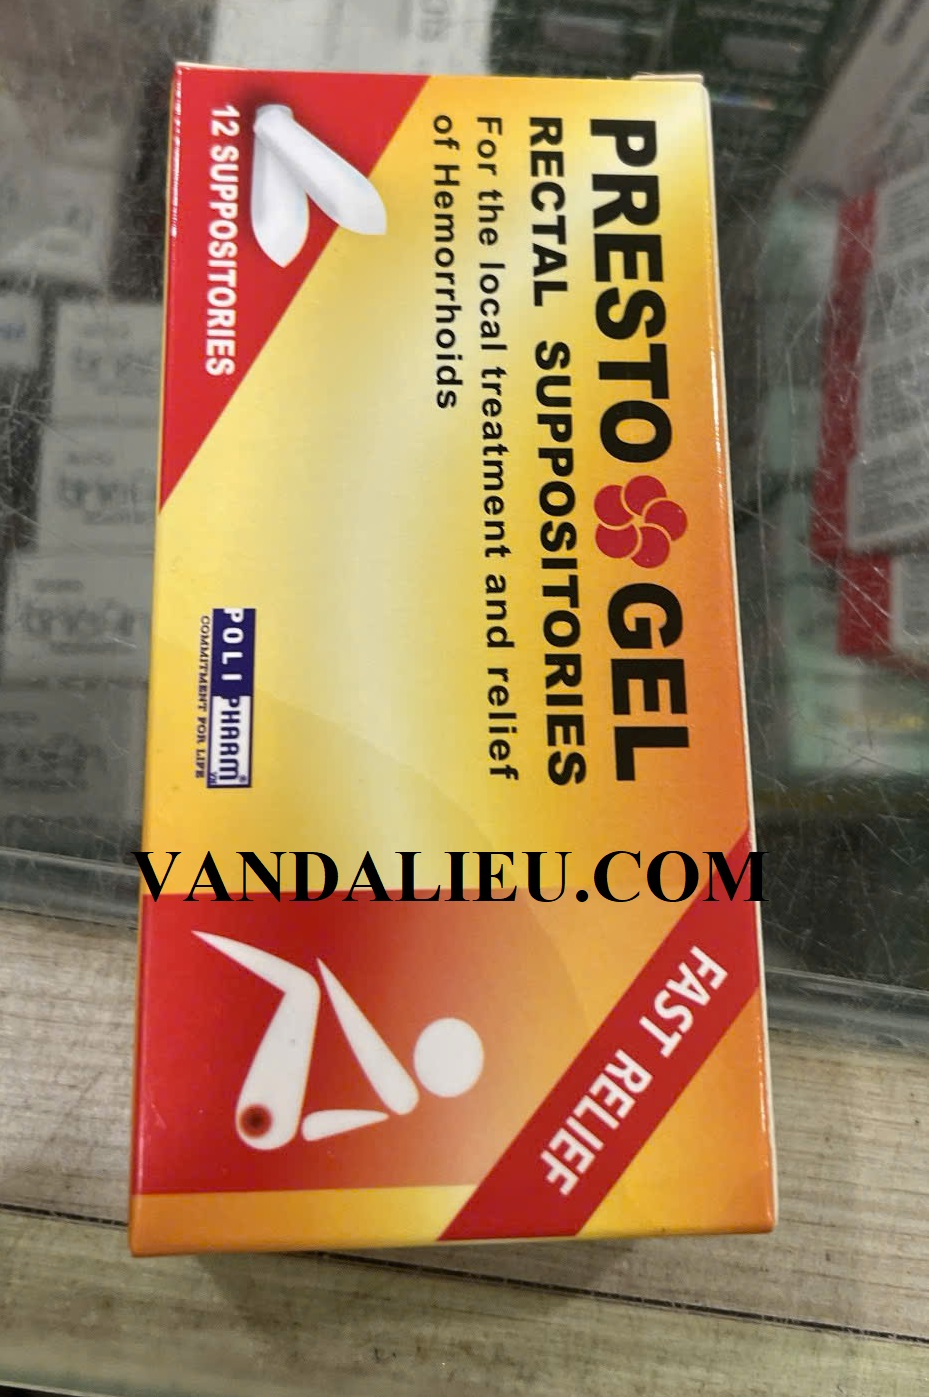 PRESTO GEL
RECTAL SUPPOSITORIES
For the local treatment and relief
of Hemorrhoids
12 SUPPOSITORIES
POLI PHARM®
COMMITMENT FOR LIFE
FAST RELIEF
VANDALIEU.COM